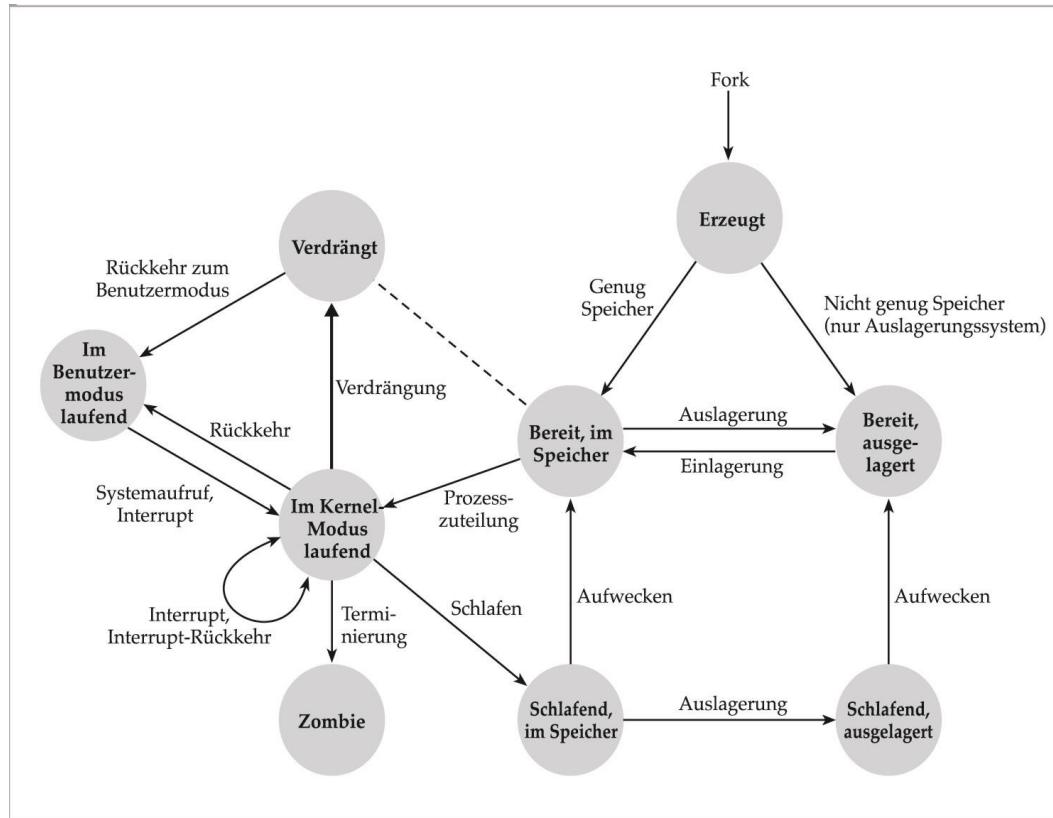 Fork
Erzeugt
Verdrängt
Rückkehr zum
Benutzermodus
Genug
Speicher
Nicht genug Speicher
(nur Auslagerungssystem)
Im
Benutzer-
modus
laufend
Verdrängung
Rückkehr
Bereit, im
Speicher
Auslagerung
Einlagerung
Bereit,
ausge-
lagert
Systemaufruf,
Interrupt
Im Kernel-
Modus
laufend
Prozess-
zuteilung
Interrupt,
Interrupt-Rückkehr
Termi-
nierung
Schlafen
Aufwecken
Aufwecken
Zombie
Schlafend,
im Speicher
Auslagerung
Schlafend,
ausgelagert